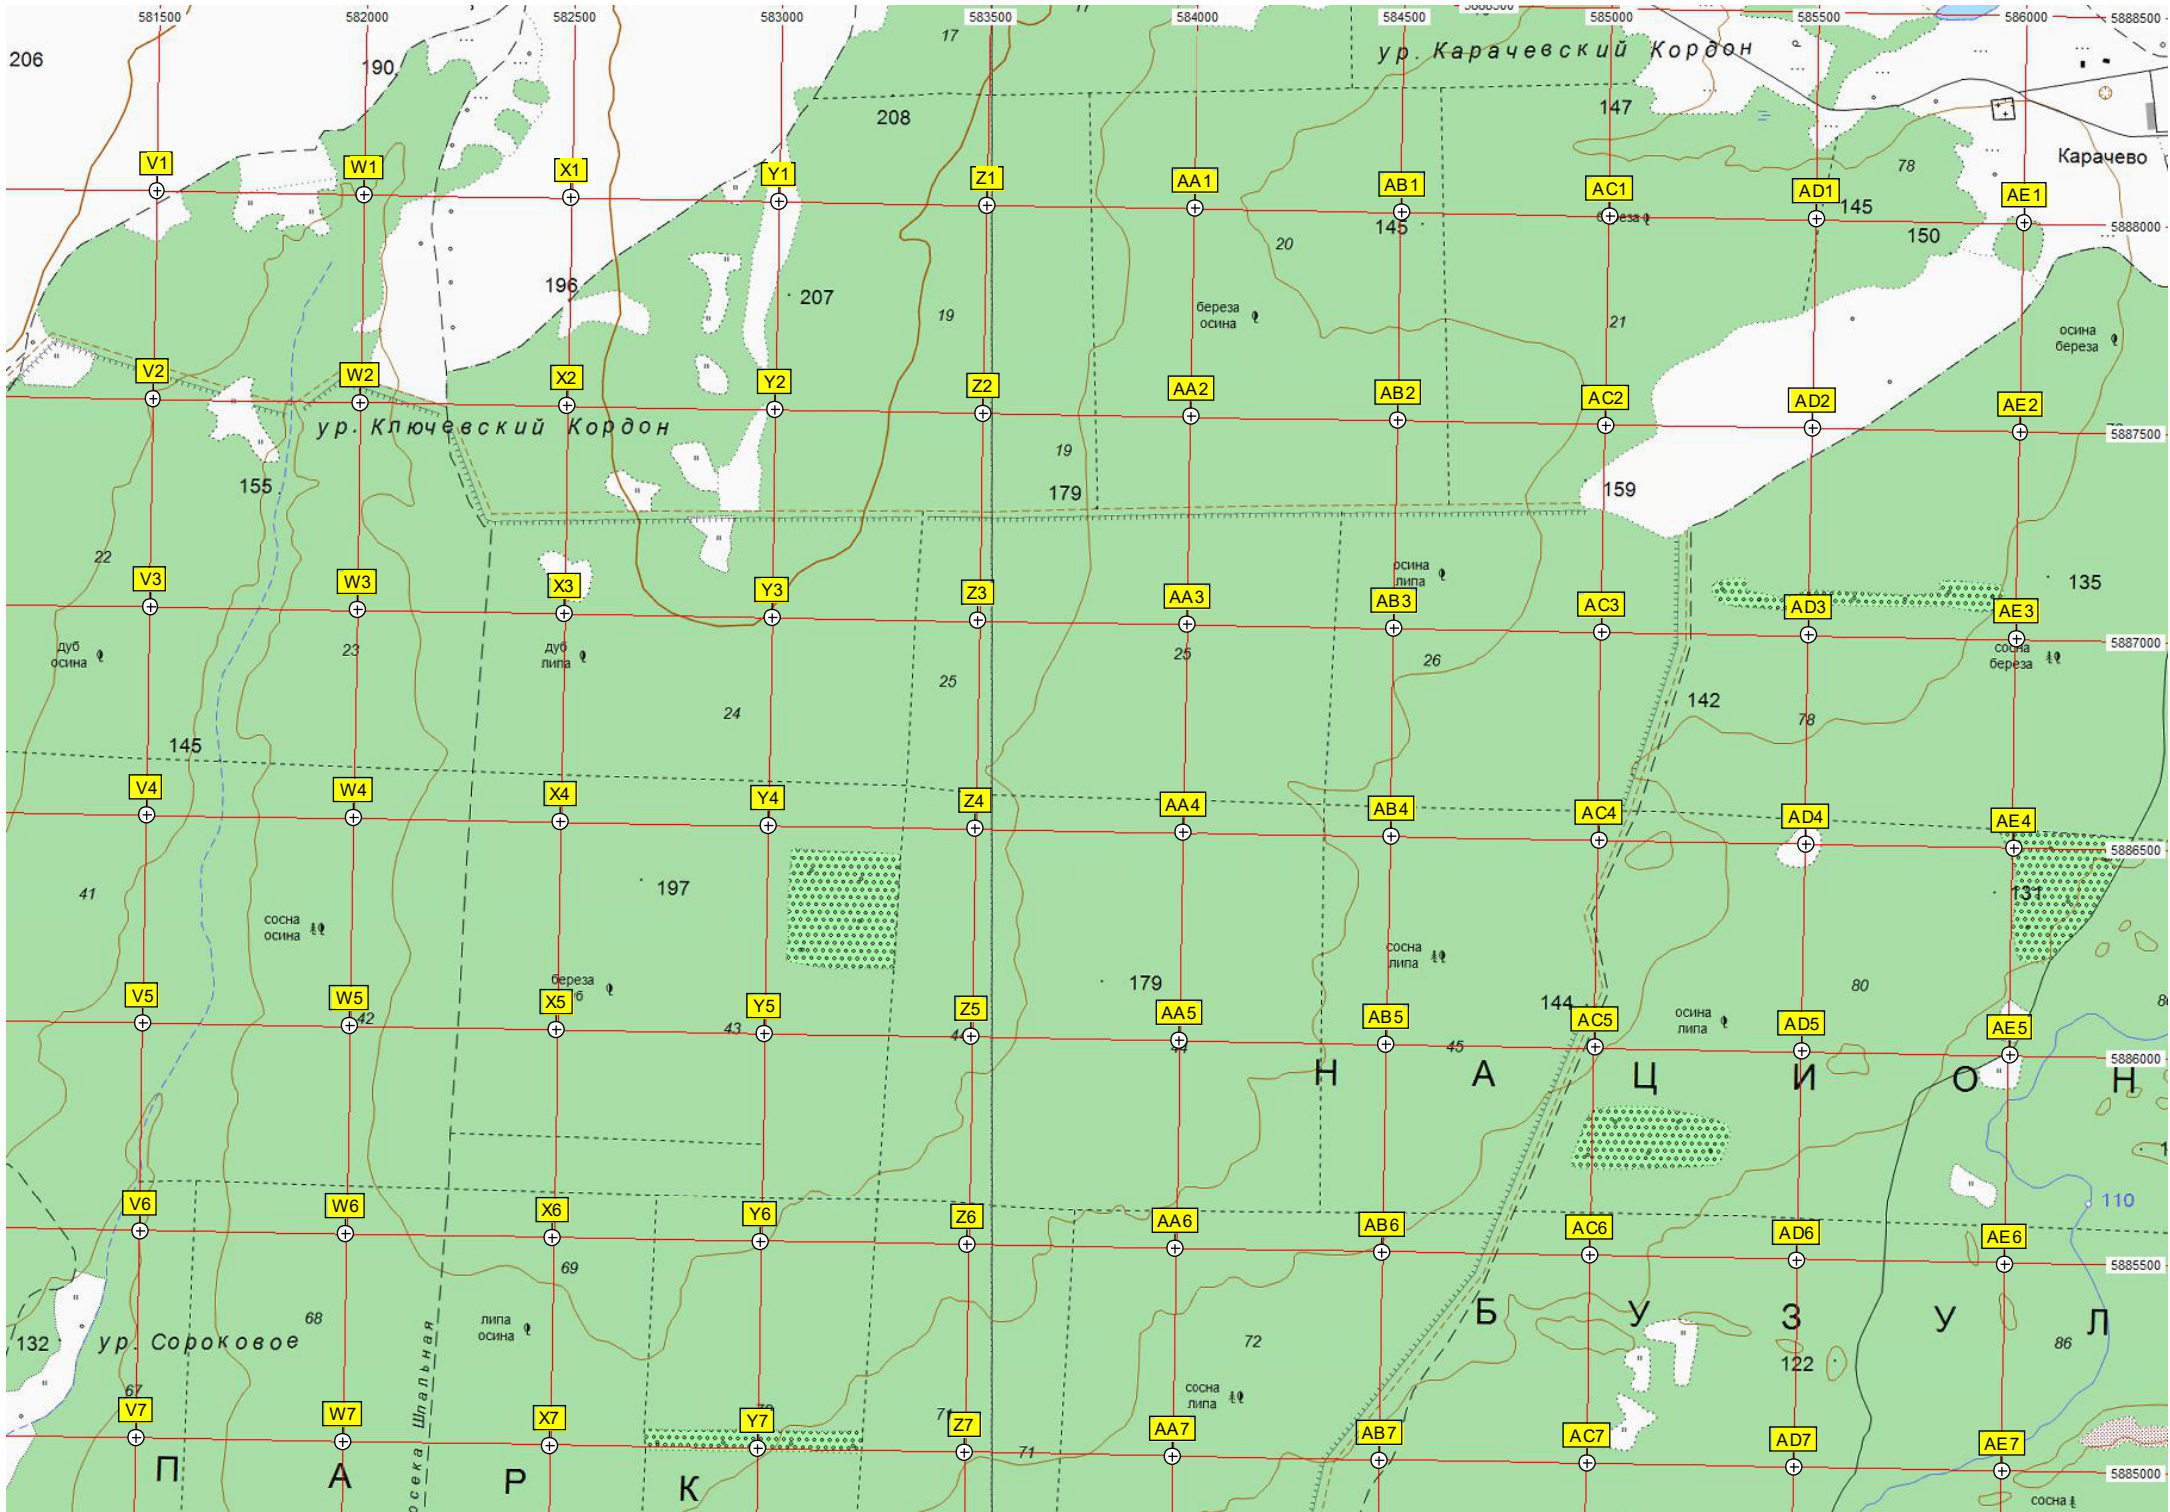 581500 582000 582500 583000 583500 584000 584500 585000 585500 586000 5888500
17
206
190
ур. Карачевский Кордон
208
147
Карачево
78
V1 W1 X1 Y1 Z1 AA1 AB1 AC1 AD1 AE1
145
145
150
5888000
20
196
207
19
береза
осина
21
осина
береза
V2 W2 X2 Y2 Z2 AA2 AB2 AC2 AD2 AE2
ур. Ключевский Кордон
5887500
19
155
179
159
22
осина
липа
135
V3 W3 X3 Y3 Z3 AA3 AB3 AC3 AD3 AE3
5887000
дуб
осина
23
дуб
липа
25
26
сосна
береза
25
24
142
78
145
V4 W4 X4 Y4 Z4 AA4 AB4 AC4 AD4 AE4
5886500
41
197
131
сосна
осина
сосна
липа
береза
179
80
144
осина
липа
V5 W5 X5 Y5 Z5 AA5 AB5 AC5 AD5 AE5
42
43
44
45
5886000
Н А Ц И О Н
110
V6 W6 X6 Y6 Z6 AA6 AB6 AC6 AD6 AE6
5885500
69
68
липа
осина
Б У З У Л
132
ур. Сороковое
72
86
122
67
сосна
липа
V7 W7 X7 Y7 Z7 AA7 AB7 AC7 AD7 AE7
71
71
5885000
П А Р К
Шпальная
сосна